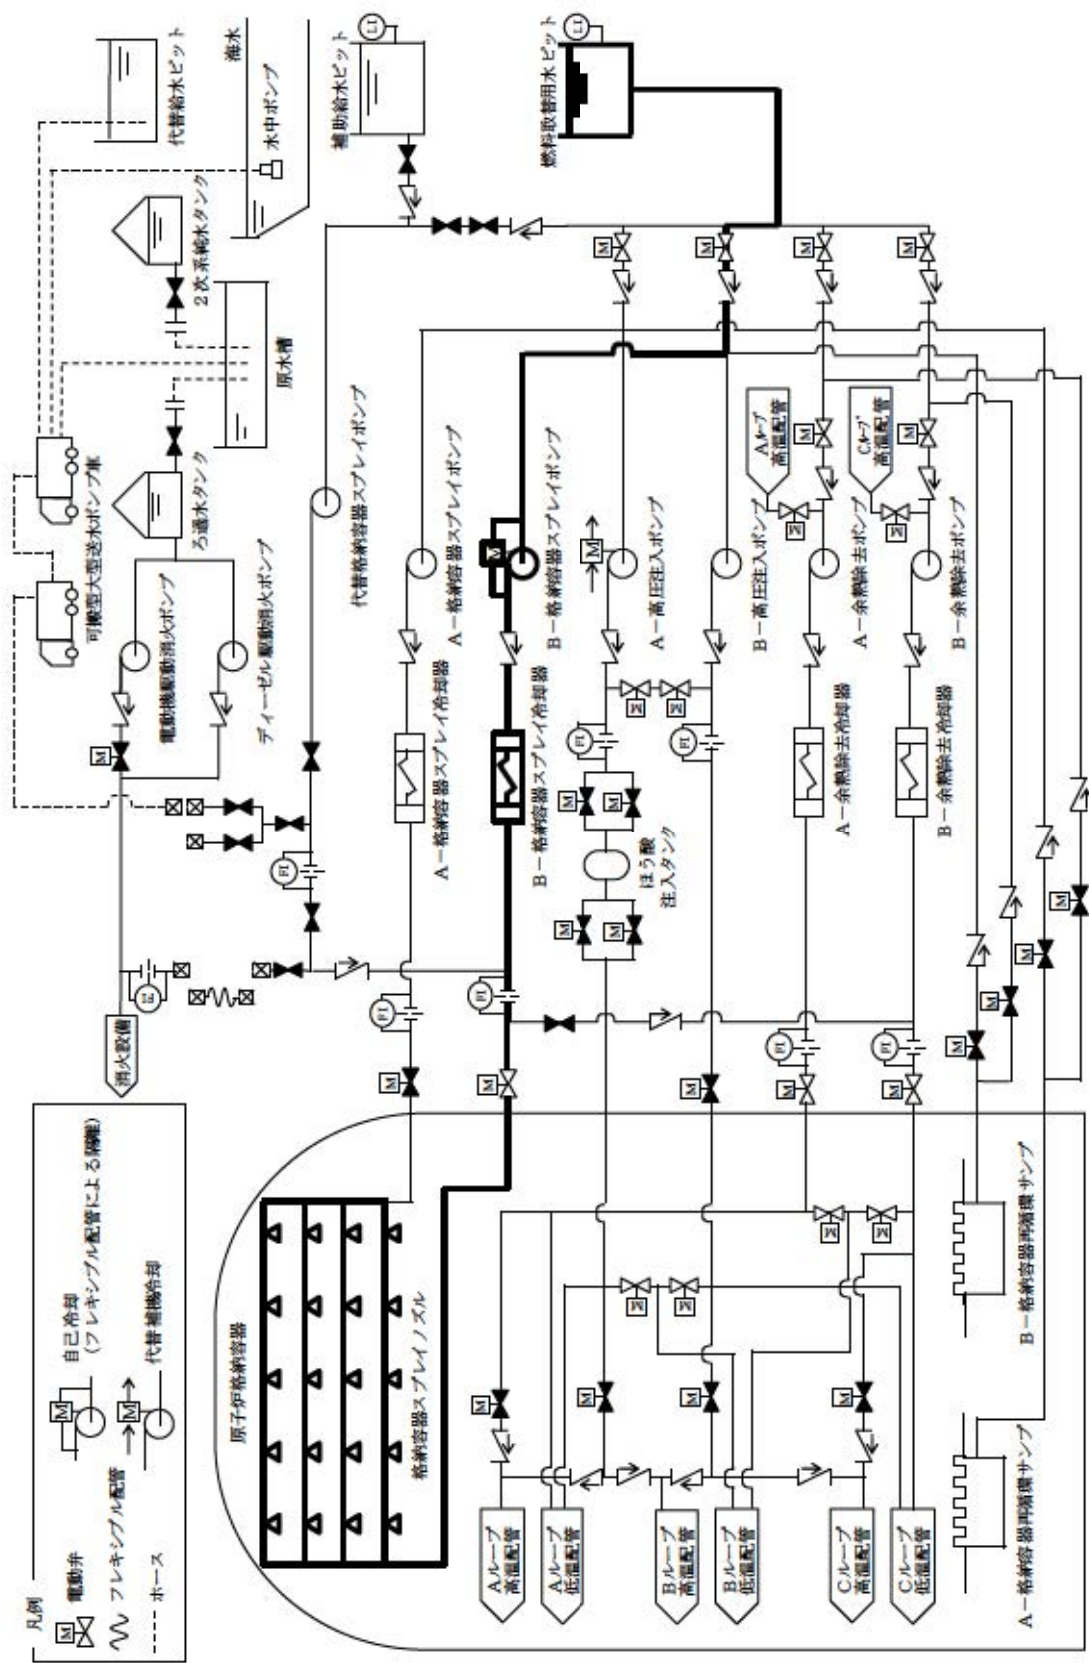 凡例
電動弁
フレキシブル配管
ホース
自己冷却
(フレキシブル配管による隔離)
代替補機冷却
M
M
M
消火設備
可搬型大型送水ポンプ車
代替給水ピット
海水
水中ポンプ
2次系純水タンク
原水槽
ろ過水タンク
電動機駆動消火ポンプ
ディーゼル駆動消火ポンプ
補助給水ピット
LI
燃料取替用水ピット
LI
代替格納容器スプレイポンプ
A-格納容器スプレイポンプ
A-格納容器スプレイ冷却器
B-格納容器スプレイポンプ
B-格納容器スプレイ冷却器
A-高圧注入ポンプ
B-高圧注入ポンプ
ほう酸
注入タンク
A-余熱除去ポンプ
A-余熱除去冷却器
B-余熱除去ポンプ
B-余熱除去冷却器
Aループ
高温配管
Cループ
高温配管
FI
FI
FI
FI
FI
FI
FI
FI
原子炉格納容器
格納容器スプレイノズル
Aループ
高温配管
Aループ
低温配管
Bループ
高温配管
Bループ
低温配管
Cループ
高温配管
Cループ
低温配管
B-格納容器再循環サンプ
A-格納容器再循環サンプ